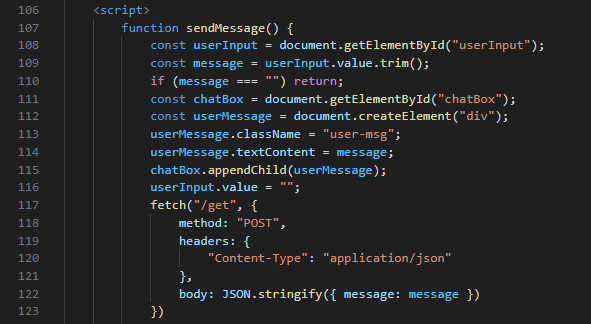 106 <script>
107 function sendMessage() {
108 const userInput = document.getElementById("userInput");
109 const message = userInput.value.trim();
110 if (message === "") return;
111 const chatBox = document.getElementById("chatBox");
112 const userMessage = document.createElement("div");
113 userMessage.className = "user-msg";
114 userMessage.textContent = message;
115 chatBox.appendChild(userMessage);
116 userInput.value = "";
117 fetch("/get", {
118 method: "POST",
119 headers: {
120 "Content-Type": "application/json"
121 },
122 body: JSON.stringify({ message: message })
123 })